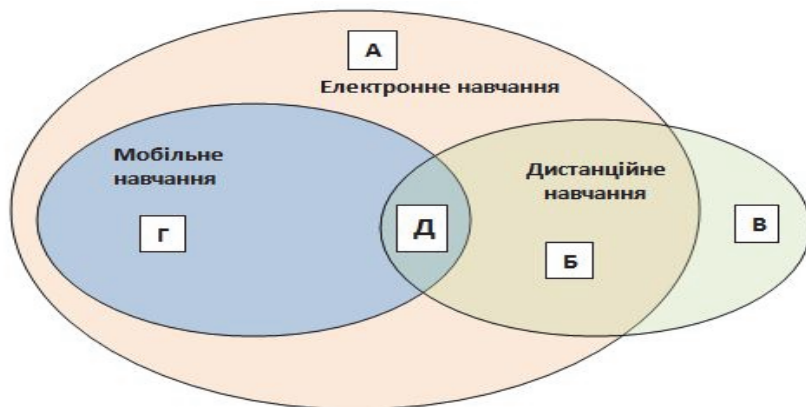 А
Електронне навчання
Мобільне
навчання
Дистанційне
навчання
Г
Д
Б
В